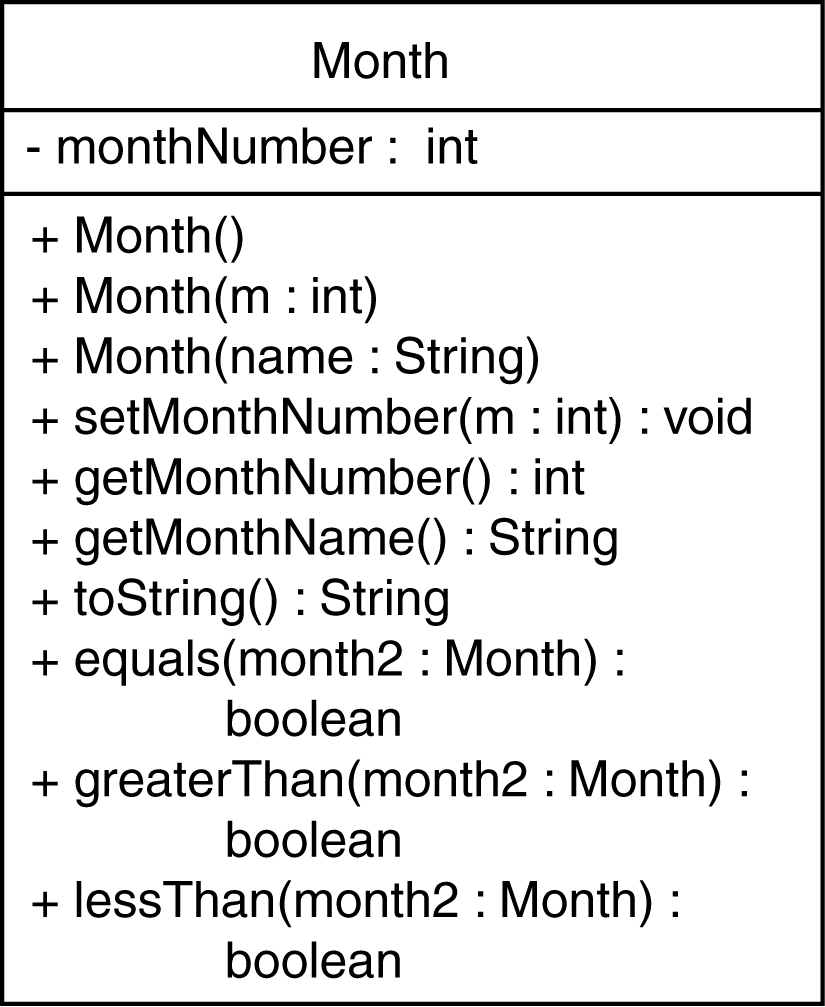 Month
- monthNumber : int
+ Month()
+ Month(m : int)
+ Month(name : String)
+ setMonthNumber(m : int) : void
+ getMonthNumber() : int
+ getMonthName() : String
+ toString() : String
+ equals(month2 : Month) :
boolean
+ greaterThan(month2 : Month) :
boolean
+ lessThan(month2 : Month) :
boolean